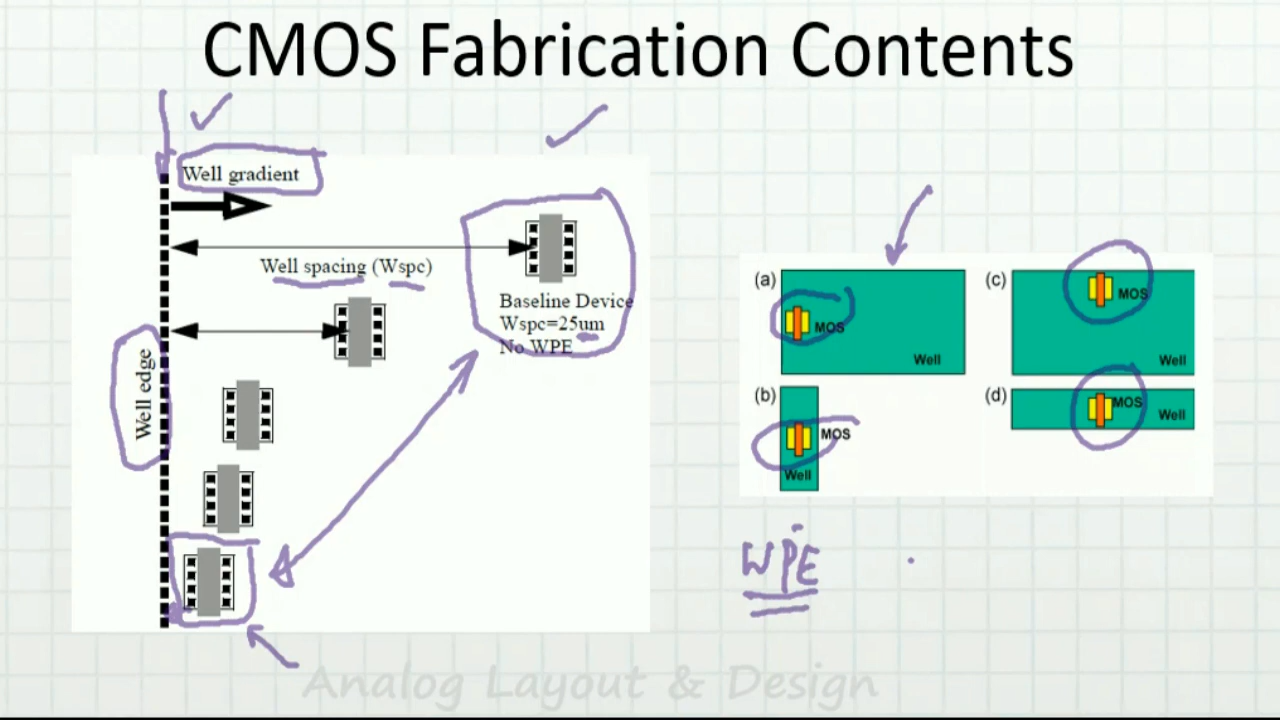 CMOS Fabrication Contents
Well gradient
Well spacing (Wspc)
Baseline Device
Wspc=25um
No WPE
Well edge
(a)
MOS
Well
(b)
MOS
Well
(c)
MOS
Well
(d)
MOS
Well
WPE
Analog Layout & Design